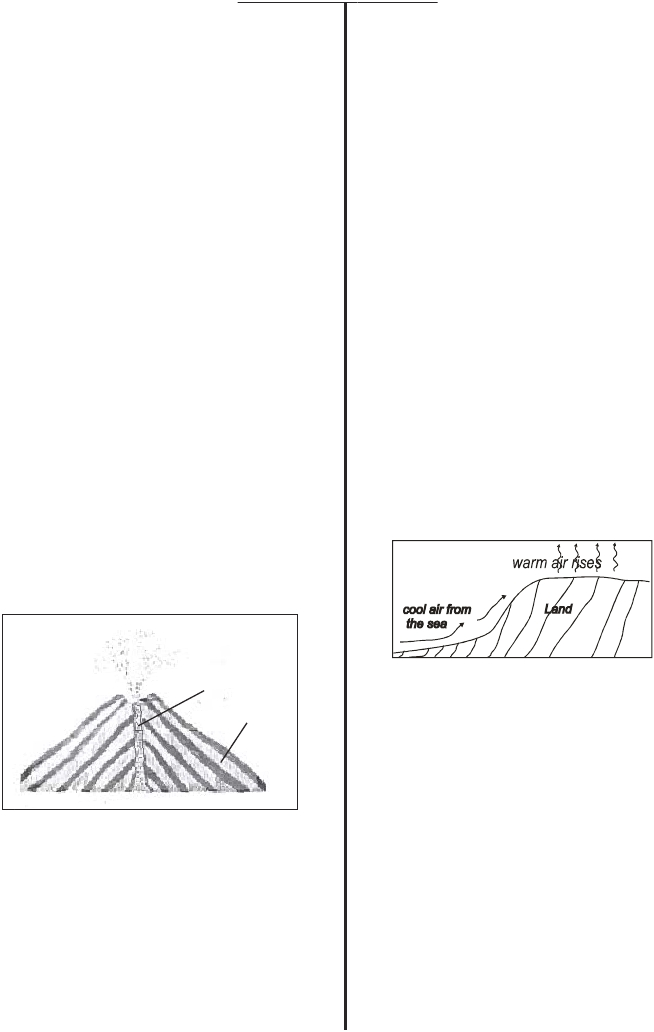 warm air rises
cool air from
the sea
Land